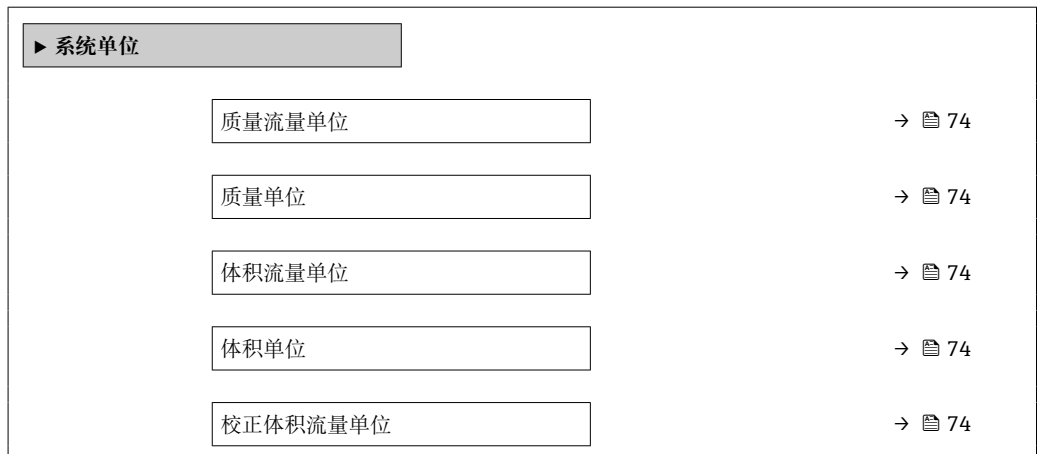 ▶ 系统单位
质量流量单位 → 🖹 74
质量单位 → 🖹 74
体积流量单位 → 🖹 74
体积单位 → 🖹 74
校正体积流量单位 → 🖹 74